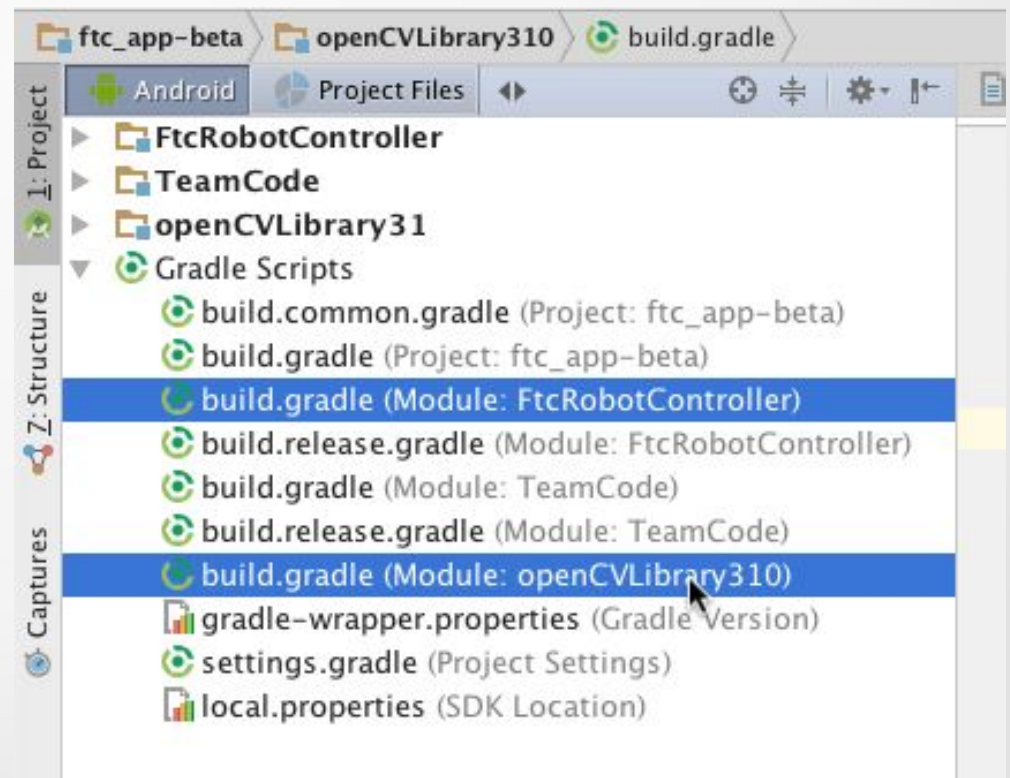 ftc_app-beta openCVLibrary310 build.gradle
Android Project Files
1: Project
FtcRobotController
TeamCode
openCVLibrary31
Gradle Scripts
build.common.gradle (Project: ftc_app-beta)
build.gradle (Project: ftc_app-beta)
build.gradle (Module: FtcRobotController)
build.release.gradle (Module: FtcRobotController)
build.gradle (Module: TeamCode)
build.release.gradle (Module: TeamCode)
build.gradle (Module: openCVLibrary310)
gradle-wrapper.properties (Gradle Version)
settings.gradle (Project Settings)
local.properties (SDK Location)
7: Structure
Captures